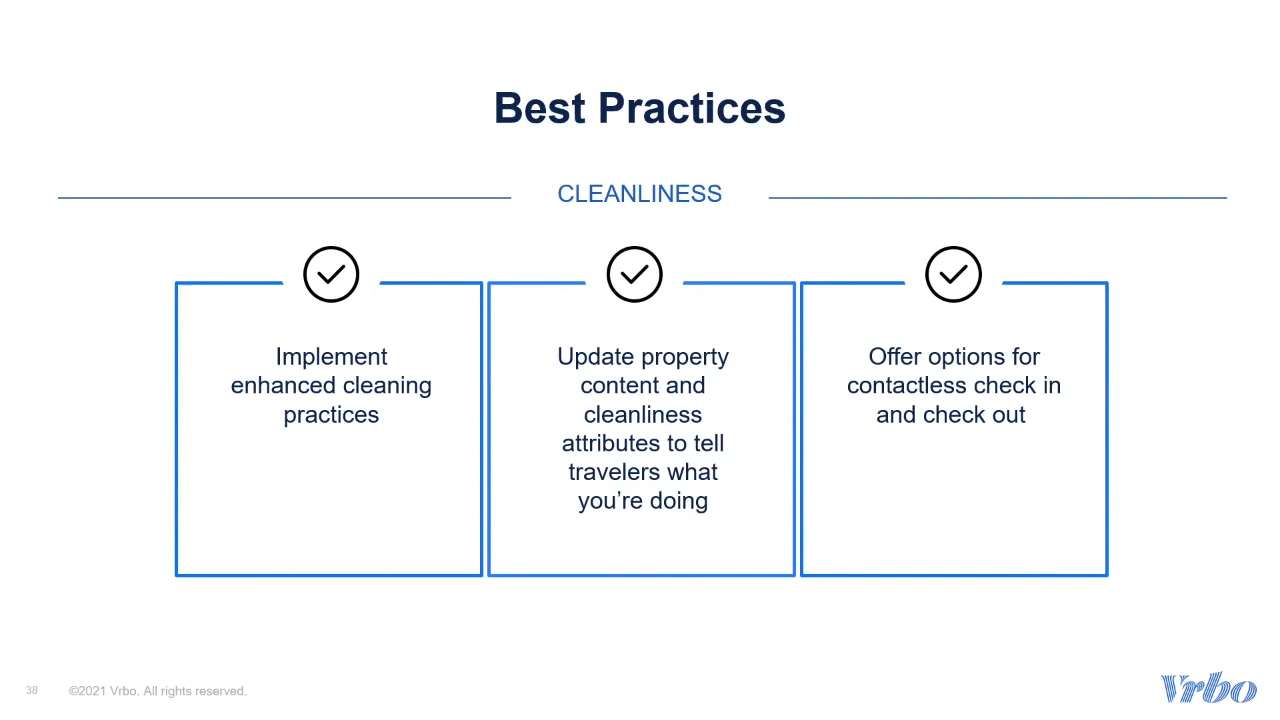 Best Practices
CLEANLINESS
Implement
enhanced cleaning
practices
Update property
content and
cleanliness
attributes to tell
travelers what
you’re doing
Offer options for
contactless check in
and check out
38
©2021 Vrbo. All rights reserved.
Vrbo